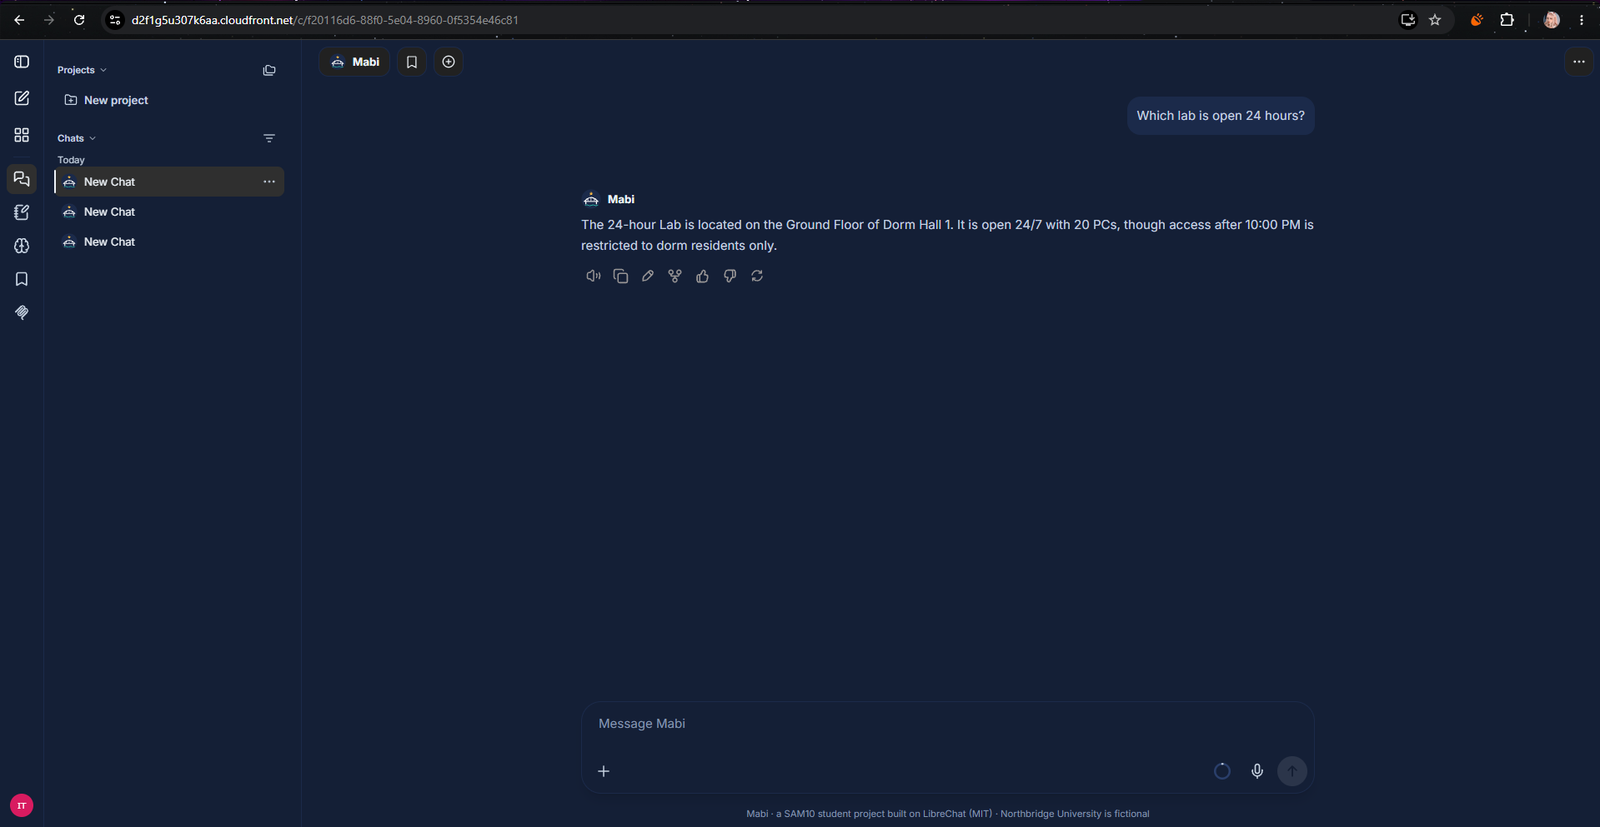 d2f1g5u307k6aa.cloudfront.net/c/f20116d6-88f0-5e04-8960-0f5354e46c81
Projects
New project
Chats
Today
New Chat
New Chat
New Chat
IT
Mabi
Which lab is open 24 hours?
Mabi
The 24-hour Lab is located on the Ground Floor of Dorm Hall 1. It is open 24/7 with 20 PCs, though access after 10:00 PM is
restricted to dorm residents only.
Message Mabi
Mabi · a SAM10 student project built on LibreChat (MIT) · Northbridge University is fictional